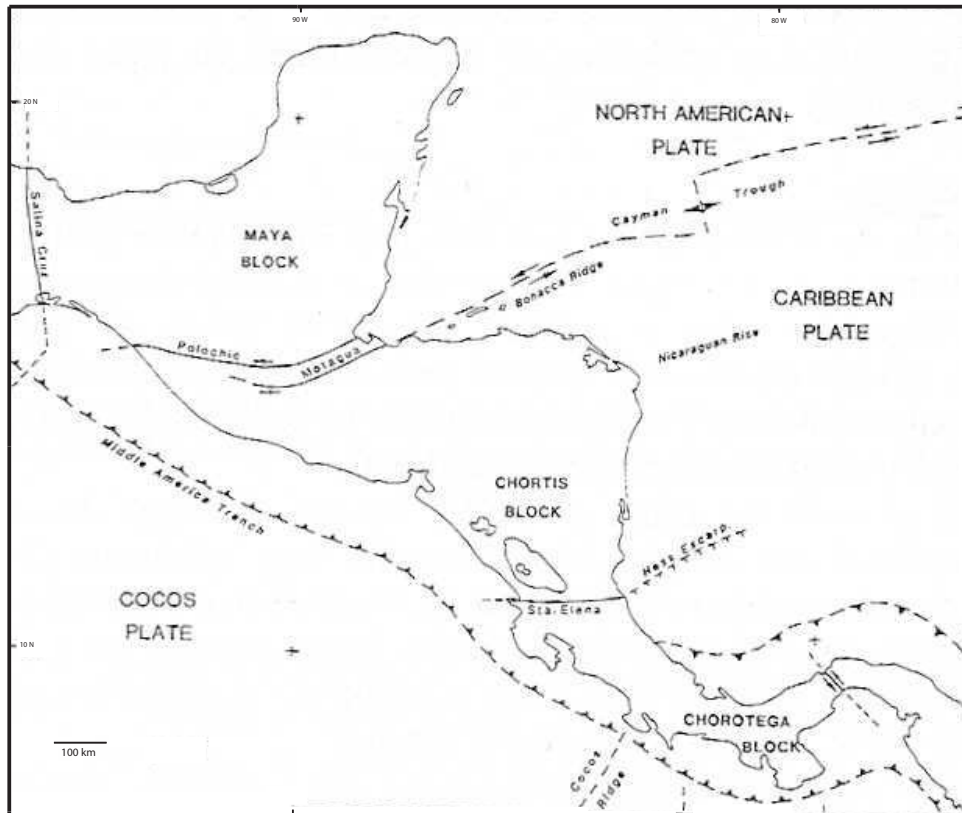 90 W
80 W
20 N
NORTH AMERICAN
PLATE
Cayman
Trough
Salina Cruz
MAYA
BLOCK
Bonacca Ridge
CARIBBEAN
PLATE
Polochic
Motagua
Nicaraguan Rise
Middle America Trench
CHORTIS
BLOCK
Hess Escarp.
COCOS
PLATE
Sta. Elena
10 N
CHOROTEGA
BLOCK
100 km
Cocos
Ridge